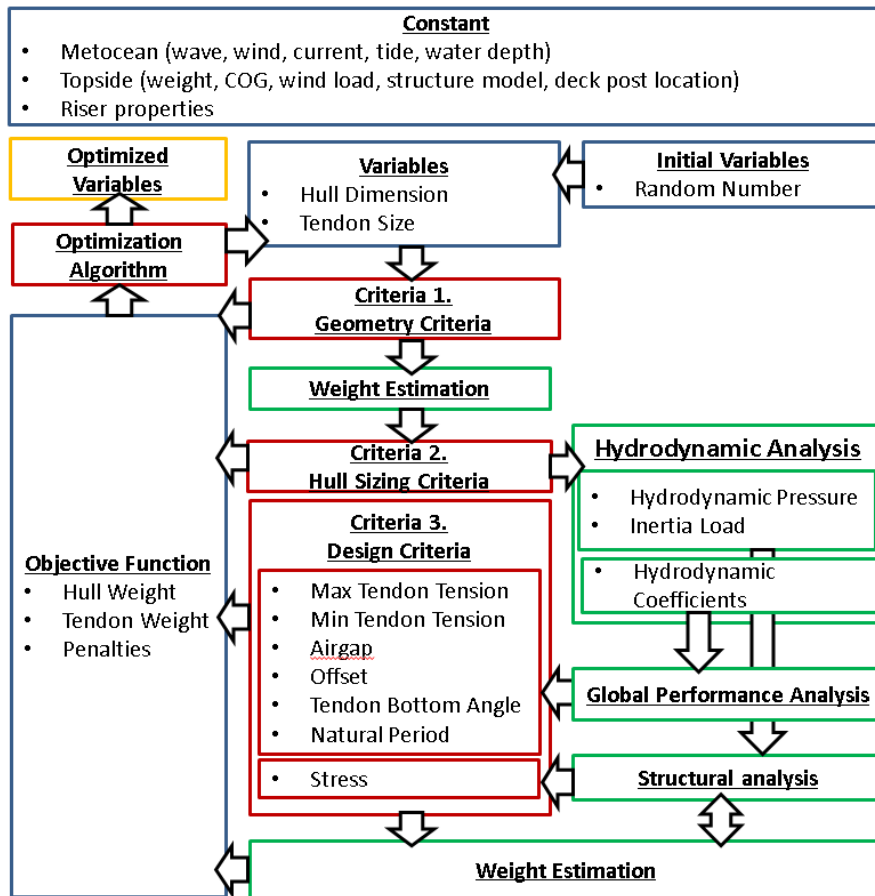 Constant
• Metocean (wave, wind, current, tide, water depth)
• Topside (weight, COG, wind load, structure model, deck post location)
• Riser properties
Optimized
Variables
Variables
• Hull Dimension
• Tendon Size
Initial Variables
• Random Number
Optimization
Algorithm
Criteria 1.
Geometry Criteria
Weight Estimation
Criteria 2.
Hull Sizing Criteria
Hydrodynamic Analysis
• Hydrodynamic Pressure
• Inertia Load
• Hydrodynamic
Coefficients
Criteria 3.
Design Criteria
• Max Tendon Tension
• Min Tendon Tension
• Airgap
• Offset
• Tendon Bottom Angle
• Natural Period
• Stress
Objective Function
• Hull Weight
• Tendon Weight
• Penalties
Global Performance Analysis
Structural analysis
Weight Estimation